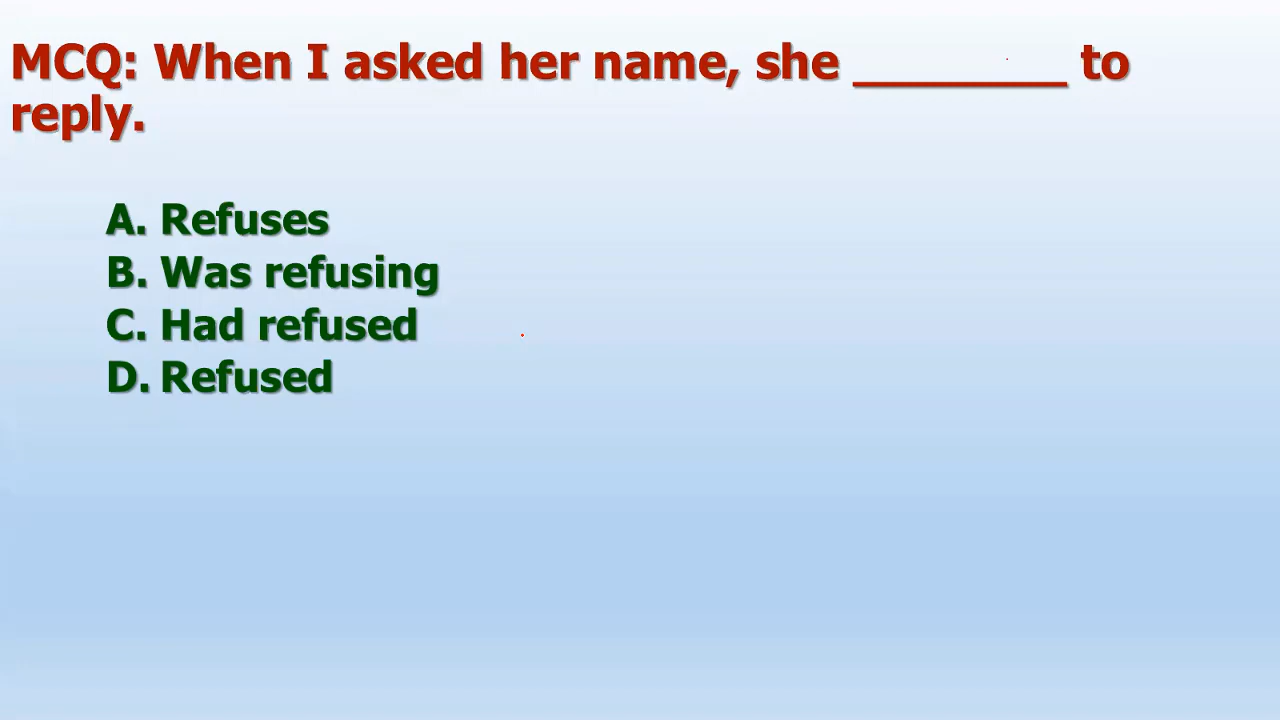 MCQ: When I asked her name, she ________ to
reply.
A. Refuses
B. Was refusing
C. Had refused
D. Refused